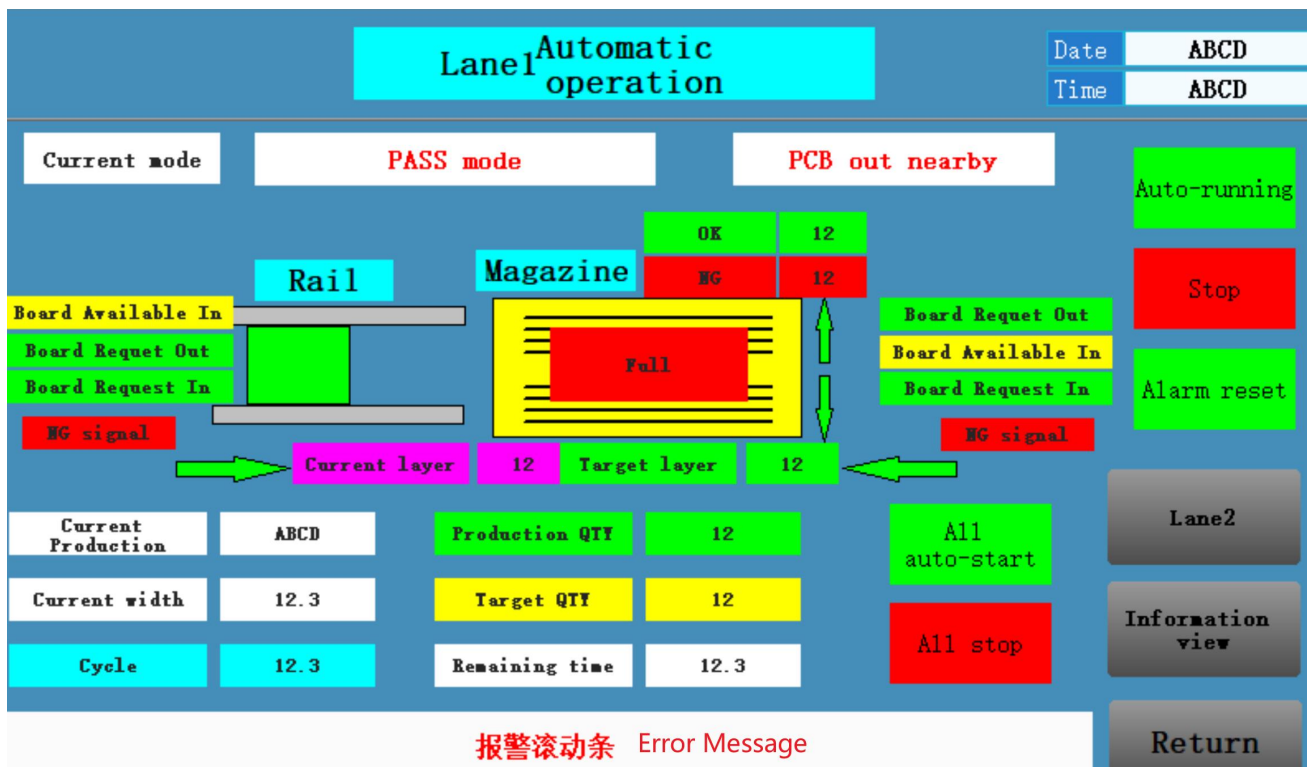 Lane1 Automatic operation
Date ABCD
Time ABCD
Current mode PASS mode PCB out nearby
Auto-running
OK 12
NG 12
Rail Magazine
Stop
Board Available In
Board Requet Out
Board Request In
NG signal
Full
Board Requet Out
Board Available In
Board Request In
NG signal
Alarm reset
Current layer 12 Target layer 12
Current
Production
ABCD
Production QTY 12
All
auto-start
Lane2
Current width 12.3 Target QTY 12
Information
view
Cycle 12.3 Remaining time 12.3
All stop
报警滚动条 Error Message
Return